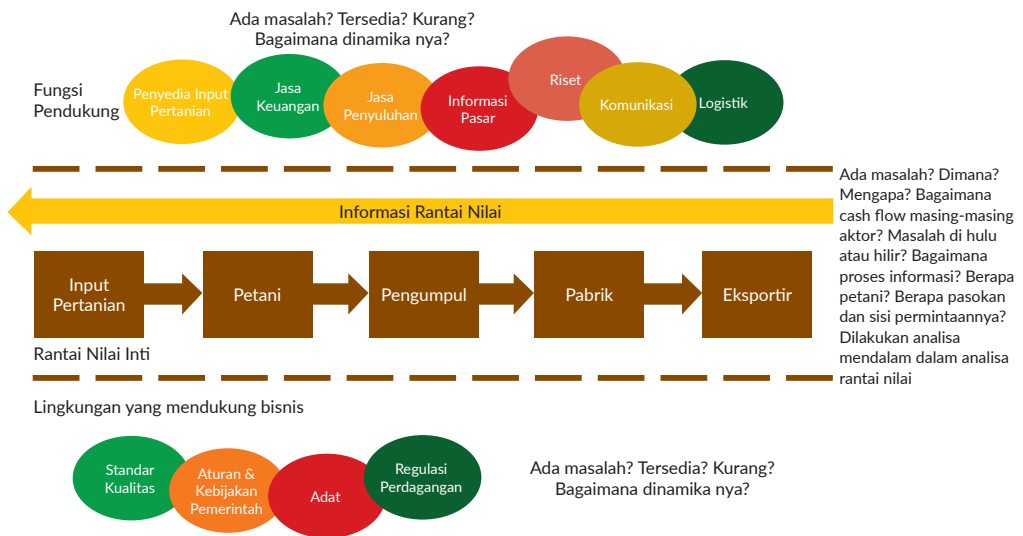 Ada masalah? Tersedia? Kurang?
Bagaimana dinamika nya?
Fungsi
Pendukung
Penyedia Input
Pertanian
Jasa
Keuangan
Jasa
Penyuluhan
Informasi
Pasar
Riset
Komunikasi
Logistik
Informasi Rantai Nilai
Input
Pertanian
Petani
Pengumpul
Pabrik
Eksportir
Rantai Nilai Inti
Ada masalah? Dimana?
Mengapa? Bagaimana
cash flow masing-masing
aktor? Masalah di hulu
atau hilir? Bagaimana
proses informasi? Berapa
petani? Berapa pasokan
dan sisi permintaannya?
Dilakukan analisa
mendalam dalam analisa
rantai nilai
Lingkungan yang mendukung bisnis
Standar
Kualitas
Aturan &
Kebijakan
Pemerintah
Adat
Regulasi
Perdagangan
Ada masalah? Tersedia? Kurang?
Bagaimana dinamika nya?